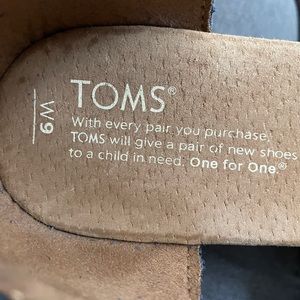 W9
TOMS®
With every pair you purchase,
TOMS will give a pair of new shoes
to a child in need. One for One.®